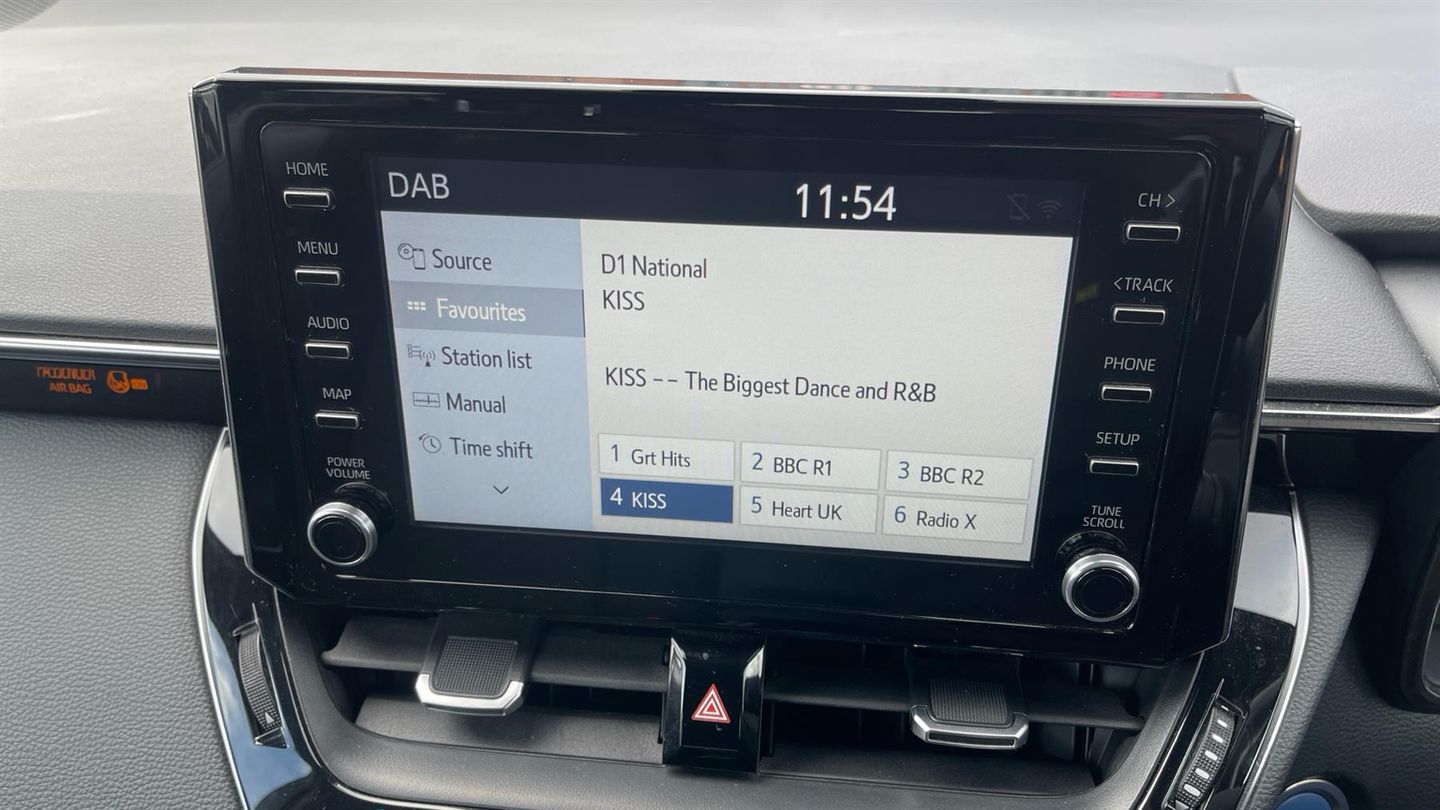 HOME
MENU
AUDIO
MAP
POWER
VOLUME
PASSENGER
AIR BAG
DAB
11:54
Source
Favourites
Station list
Manual
Time shift
D1 National
KISS
KISS -- The Biggest Dance and R&B
1 Grt Hits
2 BBC R1
3 BBC R2
4 KISS
5 Heart UK
6 Radio X
CH >
<TRACK
PHONE
SETUP
TUNE
SCROLL